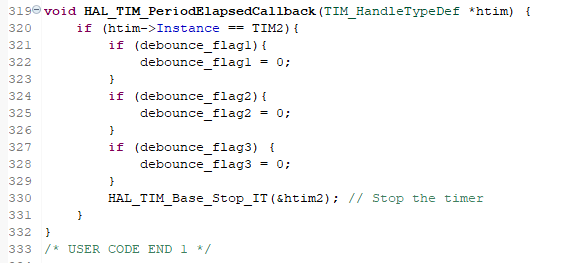 319 void HAL_TIM_PeriodElapsedCallback(TIM_HandleTypeDef *htim) {
320     if (htim->Instance == TIM2){
321         if (debounce_flag1){
322             debounce_flag1 = 0;
323         }
324         if (debounce_flag2){
325             debounce_flag2 = 0;
326         }
327         if (debounce_flag3) {
328             debounce_flag3 = 0;
329         }
330         HAL_TIM_Base_Stop_IT(&htim2); // Stop the timer
331     }
332 }
333 /* USER CODE END 1 */